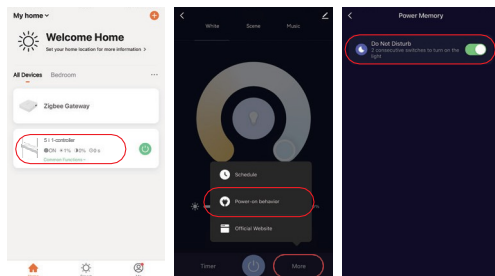 My home
Welcome Home
Set your home location for more information. >
All Devices Bedroom ...
Zigbee Gateway
5 i 1-controller
Common Functions
White Scene Music
Schedule
Power-on behavior
Official Website
Timer
More
Power Memory
Do Not Disturb
2 consecutive switches to turn on the
light